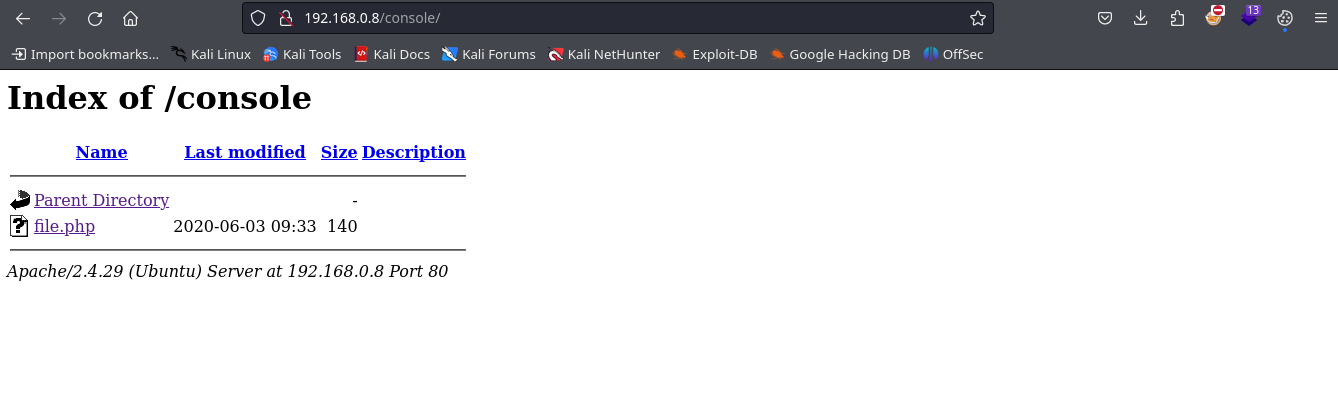 192.168.0.8/console/
13
Import bookmarks... Kali Linux Kali Tools Kali Docs Kali Forums Kali NetHunter Exploit-DB Google Hacking DB OffSec
Index of /console
Name Last modified Size Description
Parent Directory -
file.php 2020-06-03 09:33 140
Apache/2.4.29 (Ubuntu) Server at 192.168.0.8 Port 80